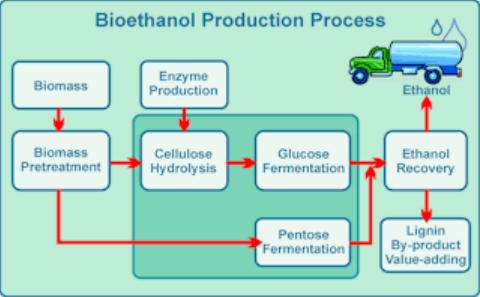 Bioethanol Production Process
Biomass
Enzyme
Production
Ethanol
Biomass
Pretreatment
Cellulose
Hydrolysis
Glucose
Fermentation
Ethanol
Recovery
Pentose
Fermentation
Lignin
By-product
Value-adding